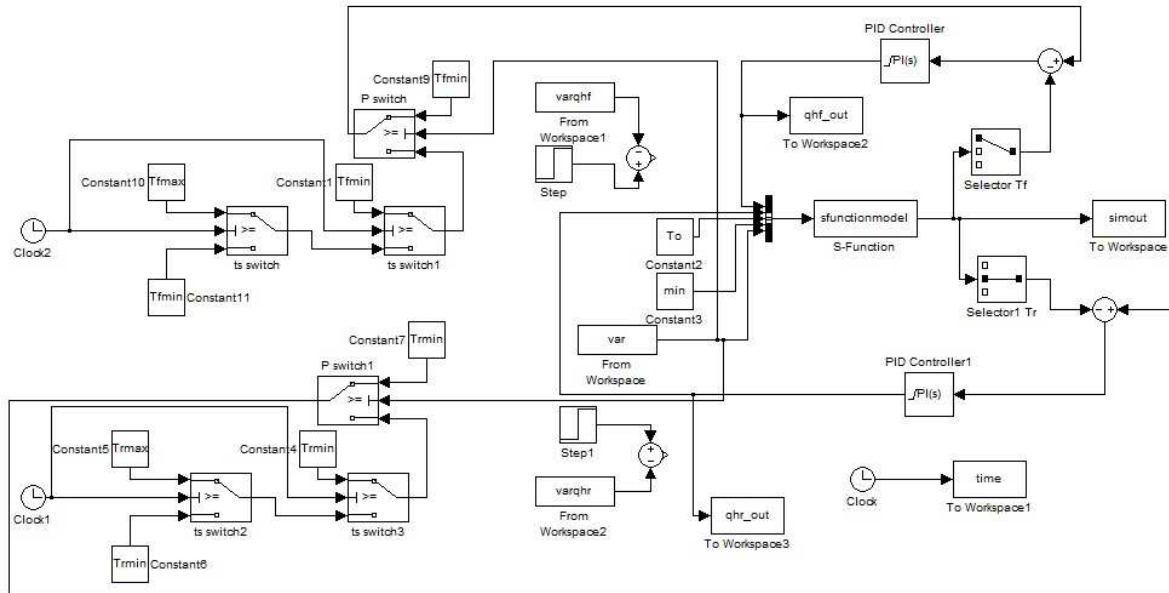 PID Controller
PI(s)
Constant9
Tfmin
P switch
>=
varqhf
From
Workspace1
qhf_out
To Workspace2
Step
Selector Tf
Constant10
Tfmax
Constant1
Tfmin
Clock2
>=
ts switch
>=
ts switch1
Tfmin
Constant11
To
Constant2
sfunctionmodel
S-Function
simout
To Workspace
min
Constant3
Selector1 Tr
Constant7
Trmin
P switch1
>=
var
From
Workspace
PID Controller1
PI(s)
Step1
Constant5
Trmax
Constant4
Trmin
Clock1
>=
ts switch2
>=
ts switch3
Trmin
Constant6
varqhr
From
Workspace2
qhr_out
To Workspace3
Clock
time
To Workspace1